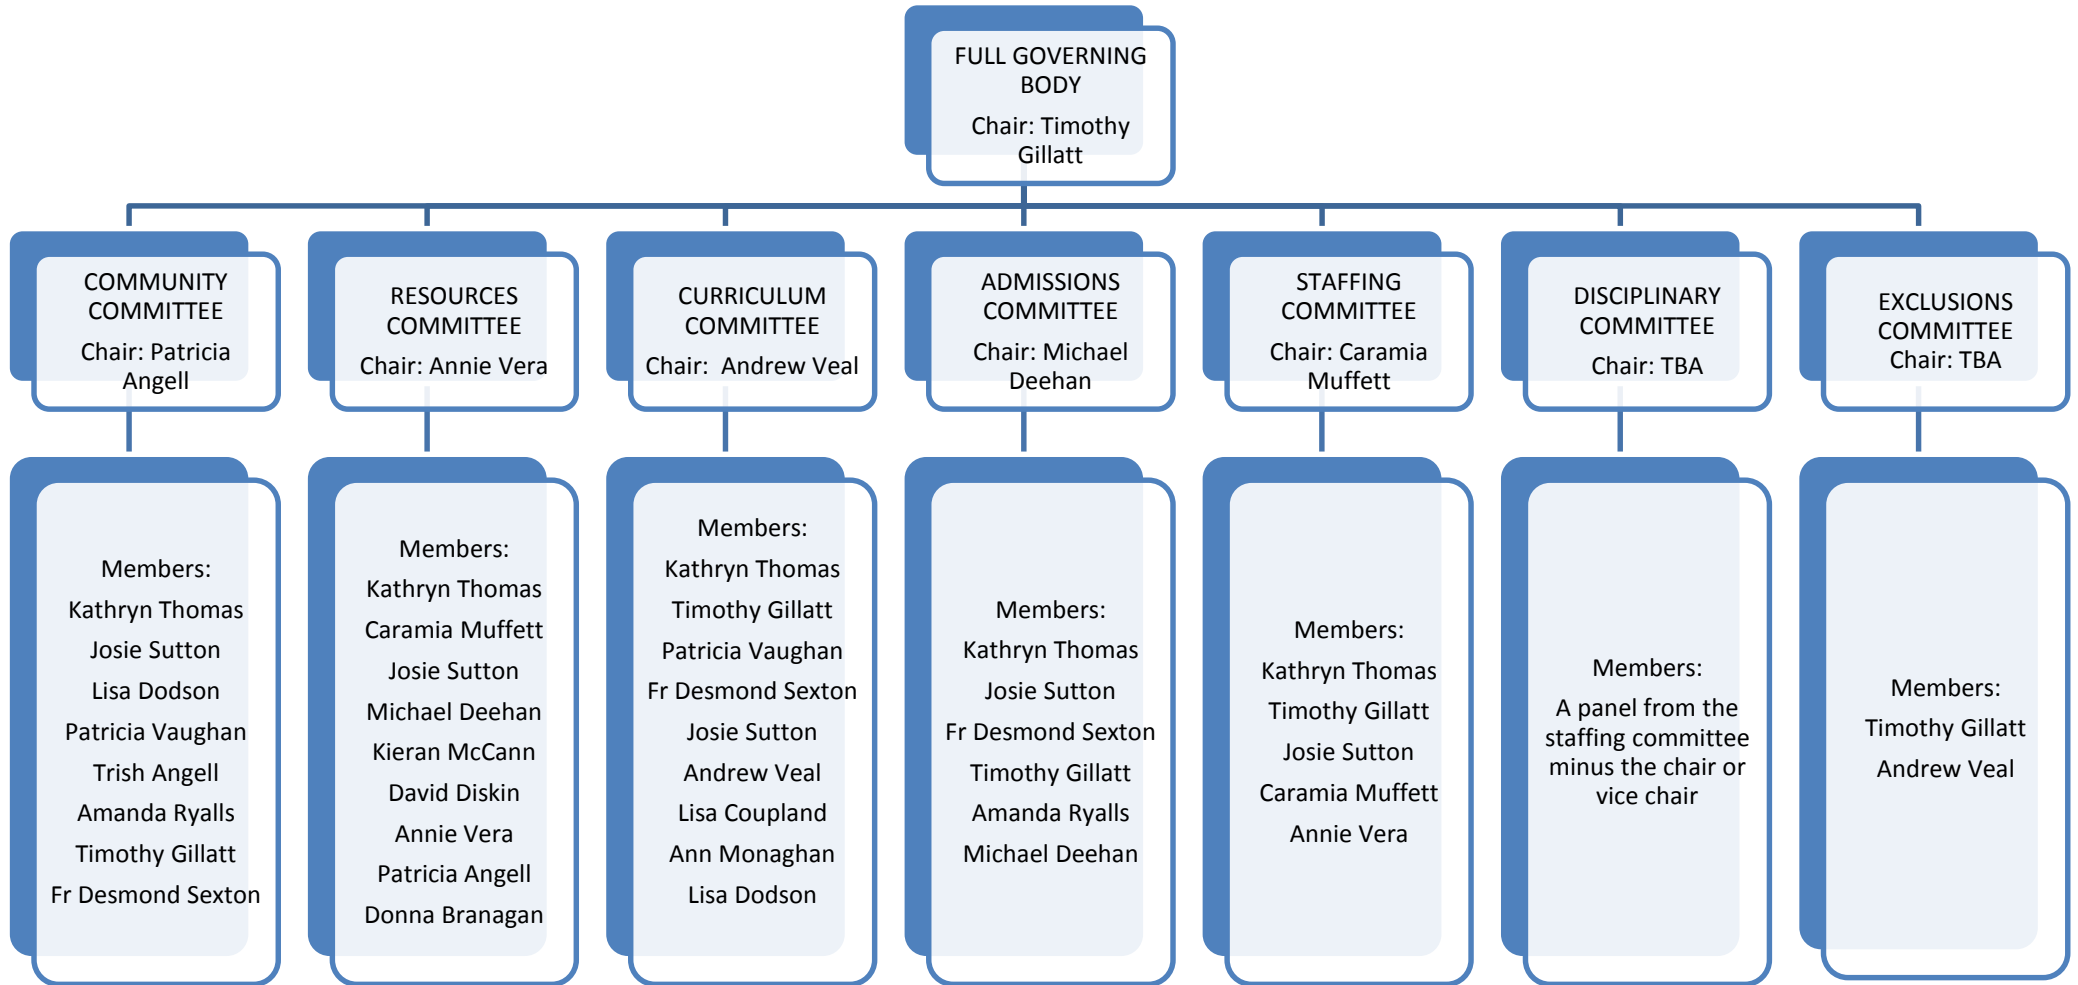 FULL GOVERNING
BODY
Chair: Timothy
Gillatt
COMMUNITY
COMMITTEE
Chair: Patricia
Angell
RESOURCES
COMMITTEE
Chair: Annie Vera
CURRICULUM
COMMITTEE
Chair:  Andrew Veal
ADMISSIONS
COMMITTEE
Chair: Michael
Deehan
STAFFING
COMMITTEE
Chair: Caramia
Muffett
DISCIPLINARY
COMMITTEE
Chair: TBA
EXCLUSIONS
COMMITTEE
Chair: TBA
Members:
Kathryn Thomas
Josie Sutton
Lisa Dodson
Patricia Vaughan
Trish Angell
Amanda Ryalls
Timothy Gillatt
Fr Desmond Sexton
Members:
Kathryn Thomas
Caramia Muffett
Josie Sutton
Michael Deehan
Kieran McCann
David Diskin
Annie Vera
Patricia Angell
Donna Branagan
Members:
Kathryn Thomas
Timothy Gillatt
Patricia Vaughan
Fr Desmond Sexton
Josie Sutton
Andrew Veal
Lisa Coupland
Ann Monaghan
Lisa Dodson
Members:
Kathryn Thomas
Josie Sutton
Fr Desmond Sexton
Timothy Gillatt
Amanda Ryalls
Michael Deehan
Members:
Kathryn Thomas
Timothy Gillatt
Josie Sutton
Caramia Muffett
Annie Vera
Members:
A panel from the
staffing committee
minus the chair or
vice chair
Members:
Timothy Gillatt
Andrew Veal